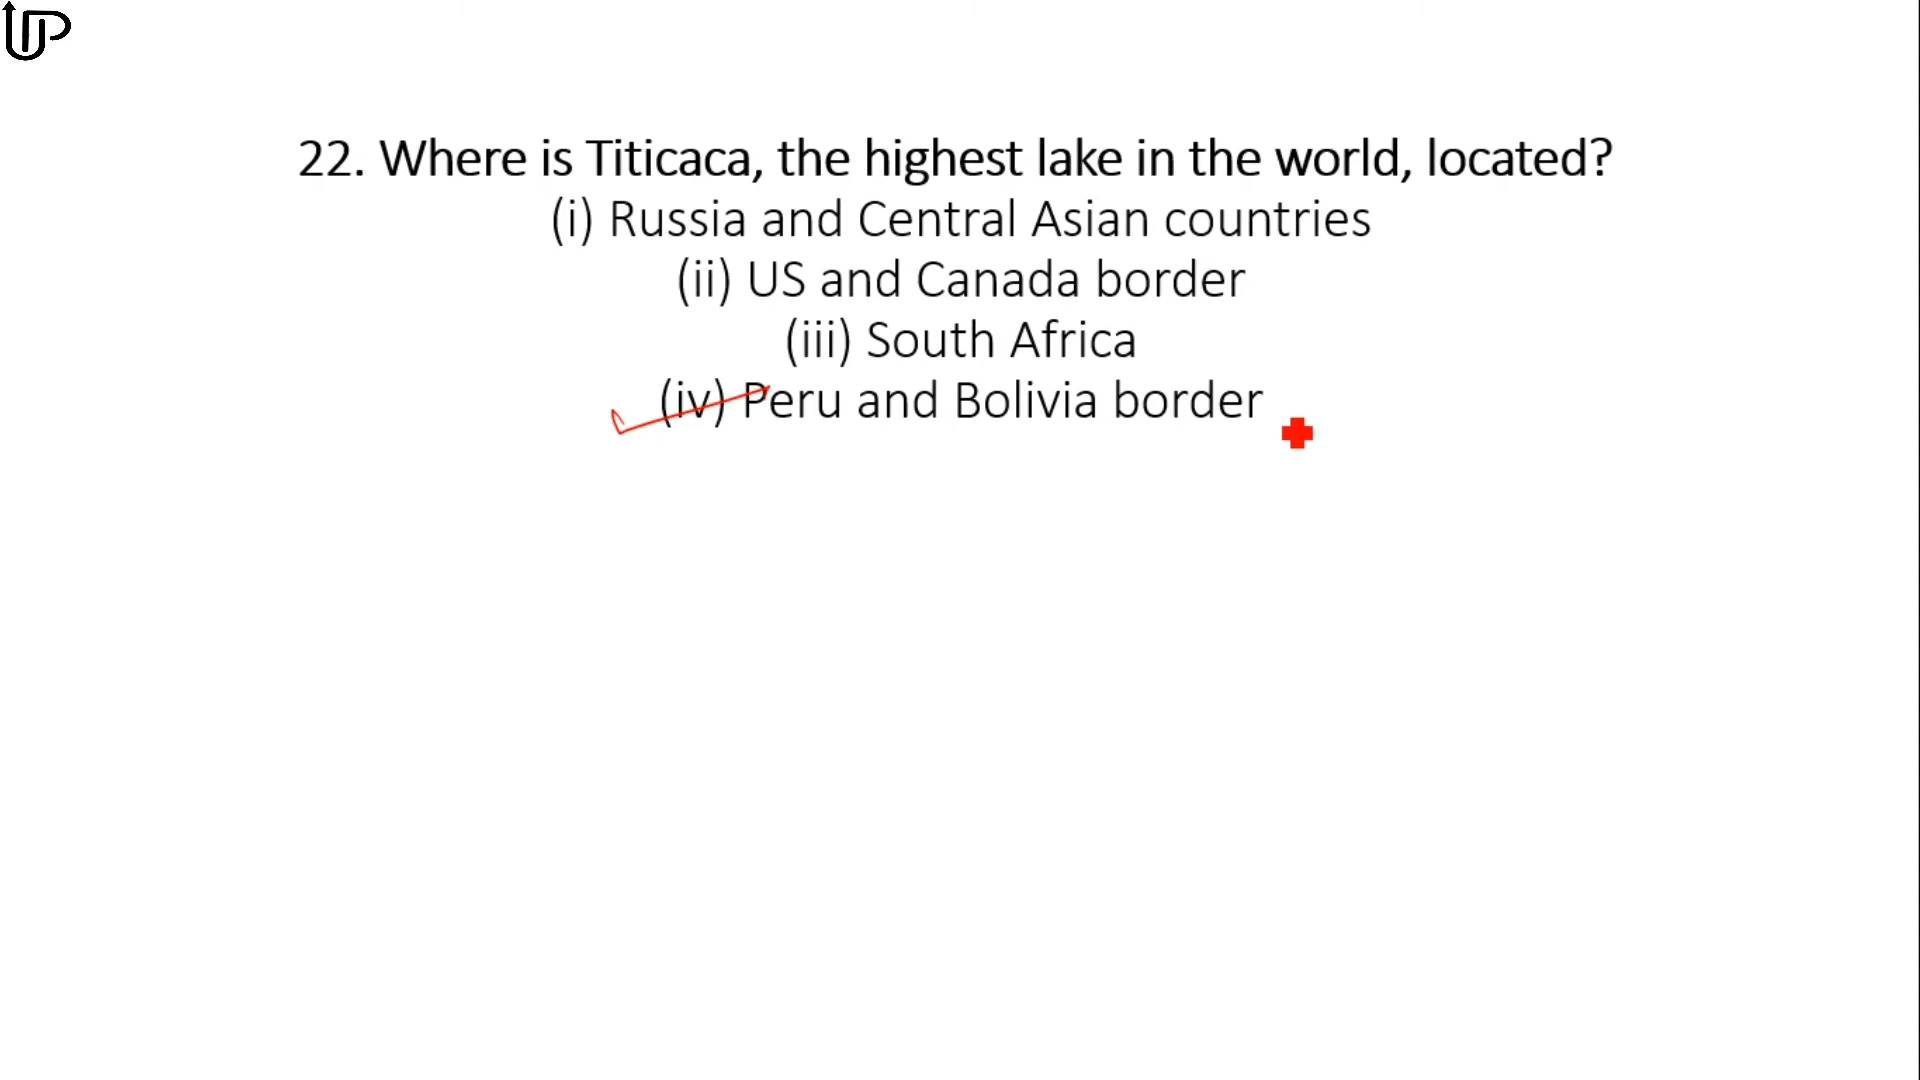 UP
22. Where is Titicaca, the highest lake in the world, located?
(i) Russia and Central Asian countries
(ii) US and Canada border
(iii) South Africa
(iv) Peru and Bolivia border